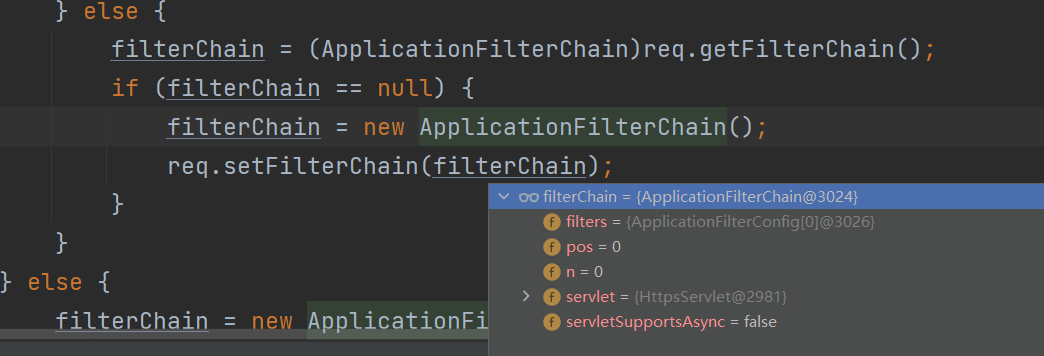 } else {
filterChain = (ApplicationFilterChain)req.getFilterChain();
if (filterChain == null) {
filterChain = new ApplicationFilterChain();
req.setFilterChain(filterChain);
}
filterChain = {ApplicationFilterChain@3024}
f filters = {ApplicationFilterConfig[0]@3026}
f pos = 0
}
f n = 0
} else {
f servlet = {HttpsServlet@2981}
filterChain = new ApplicationFi
f servletSupportsAsync = false